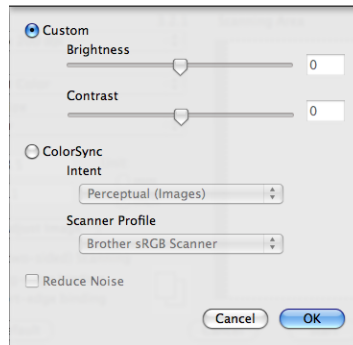 Custom
Brightness
0
Contrast
0
ColorSync
Intent
Perceptual (Images)
Scanner Profile
Brother sRGB Scanner
Reduce Noise
Cancel OK